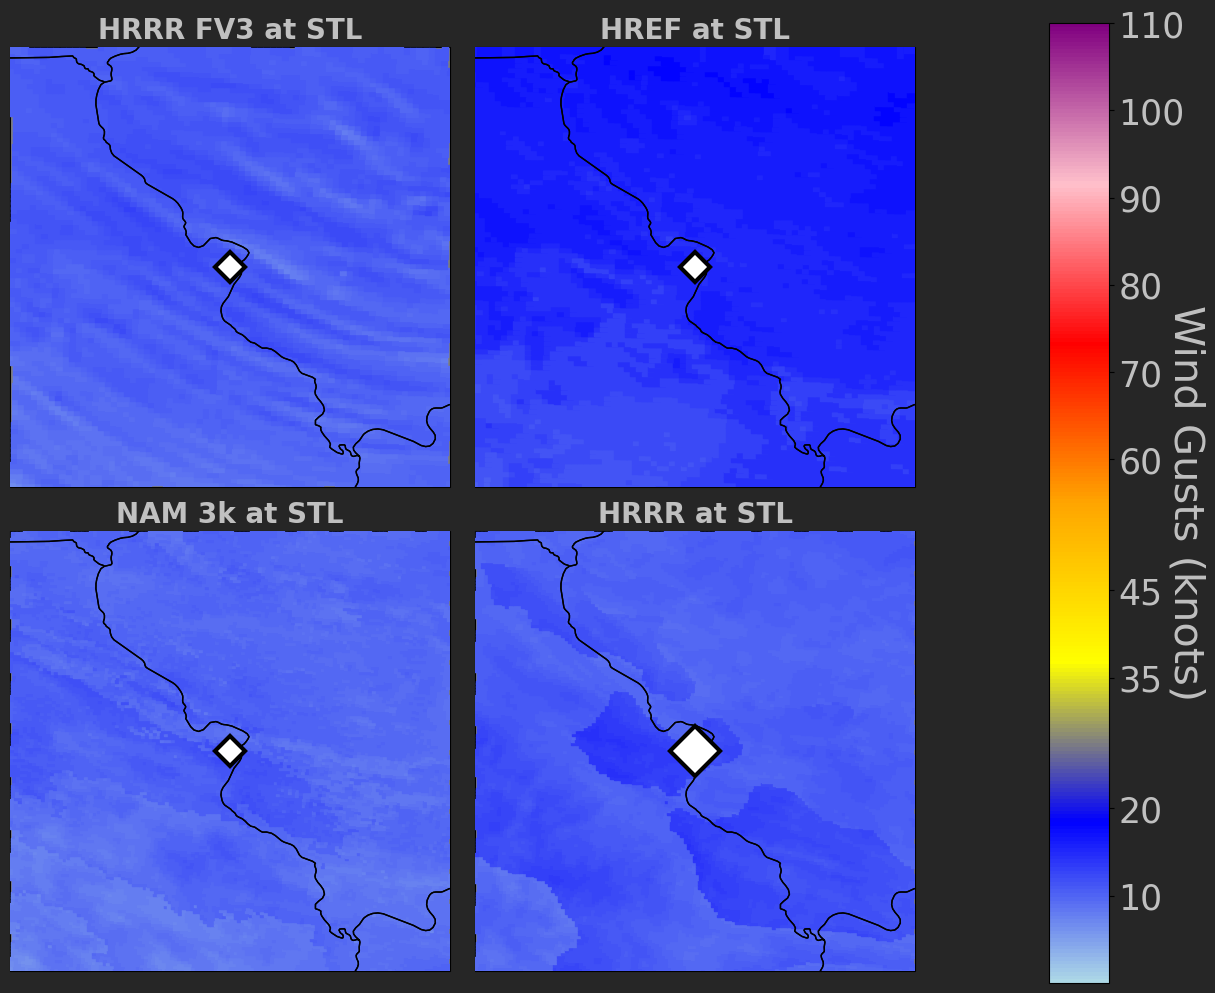 HRRR FV3 at STL
HREF at STL
NAM 3k at STL
HRRR at STL
110
100
90
80
70
60
45
35
20
10
Wind Gusts (knots)